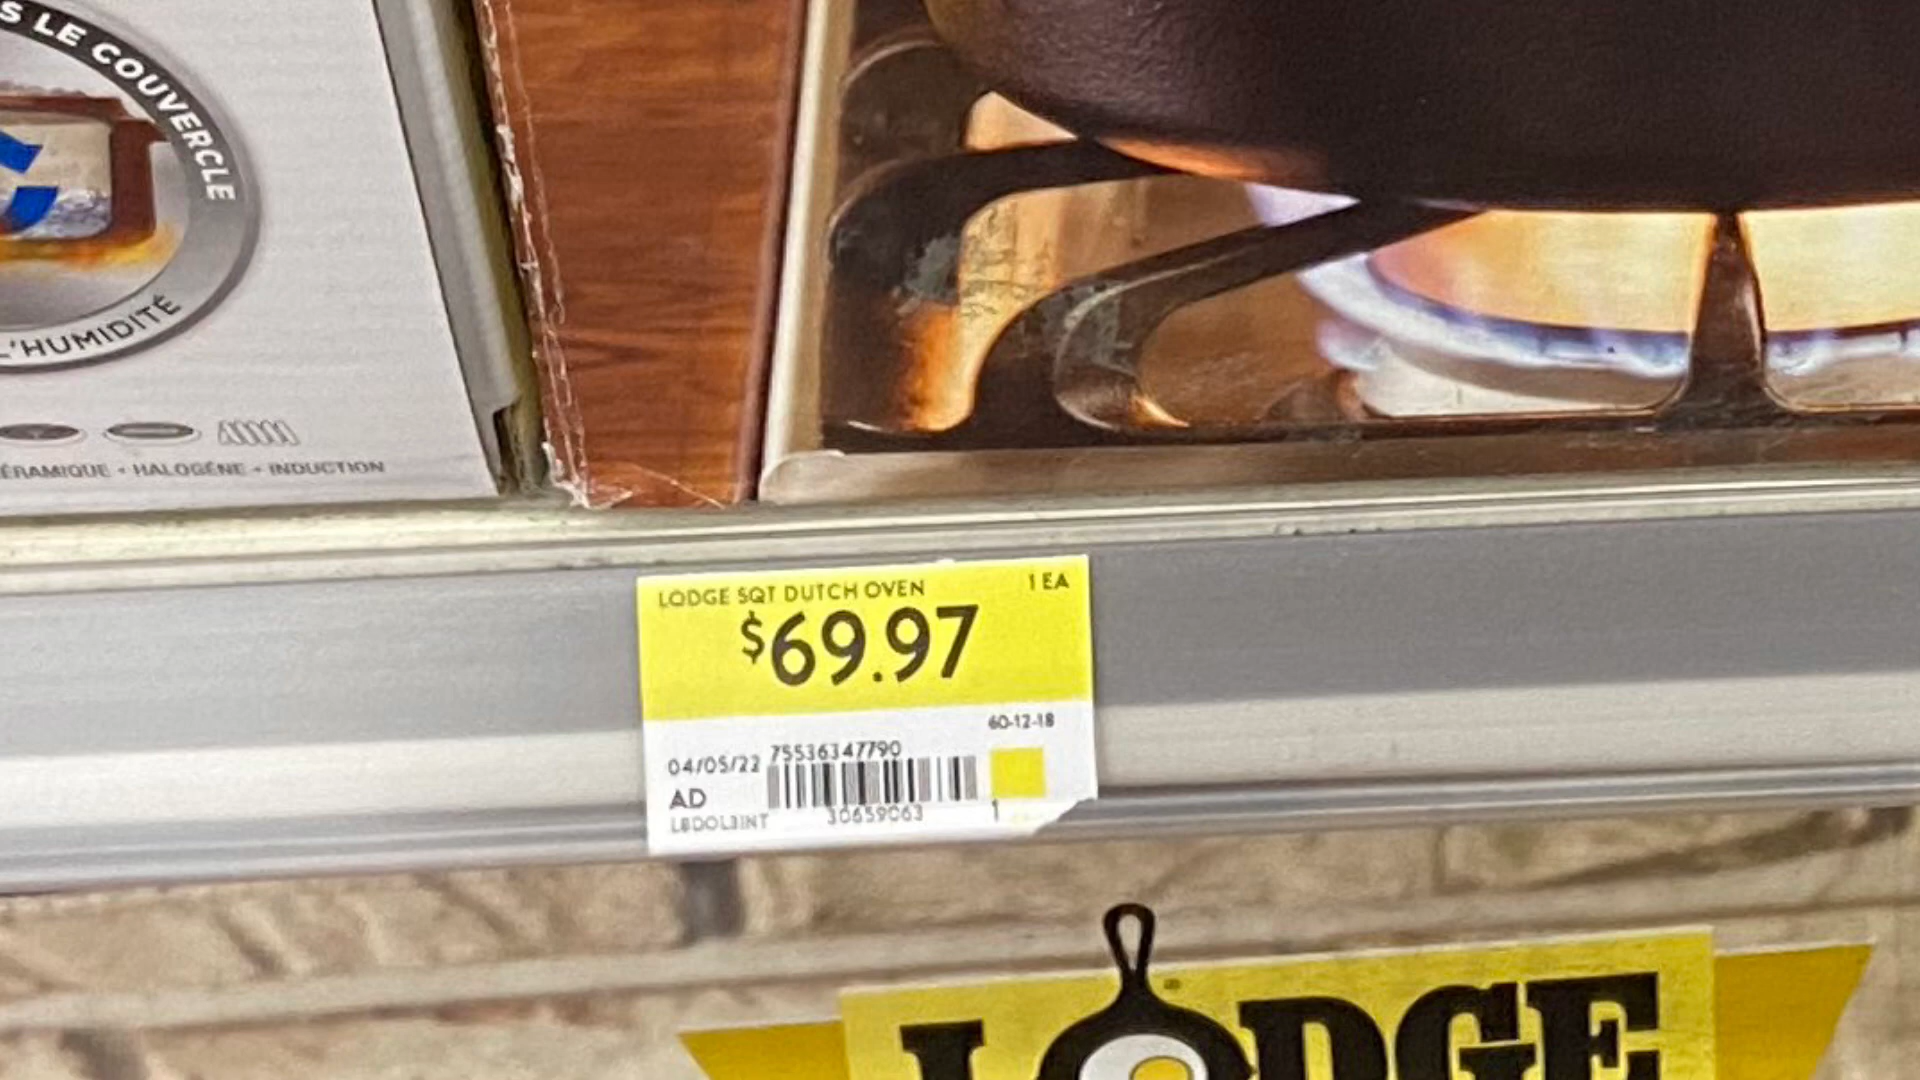 S LE COUVERCLE
L'HUMIDITÉ
ÉRAMIQUE • HALOGÈNE • INDUCTION
LODGE 5QT DUTCH OVEN 1 EA
$69.97
60-12-18
75536347790
04/05/22
AD
30659063 1
LODGE